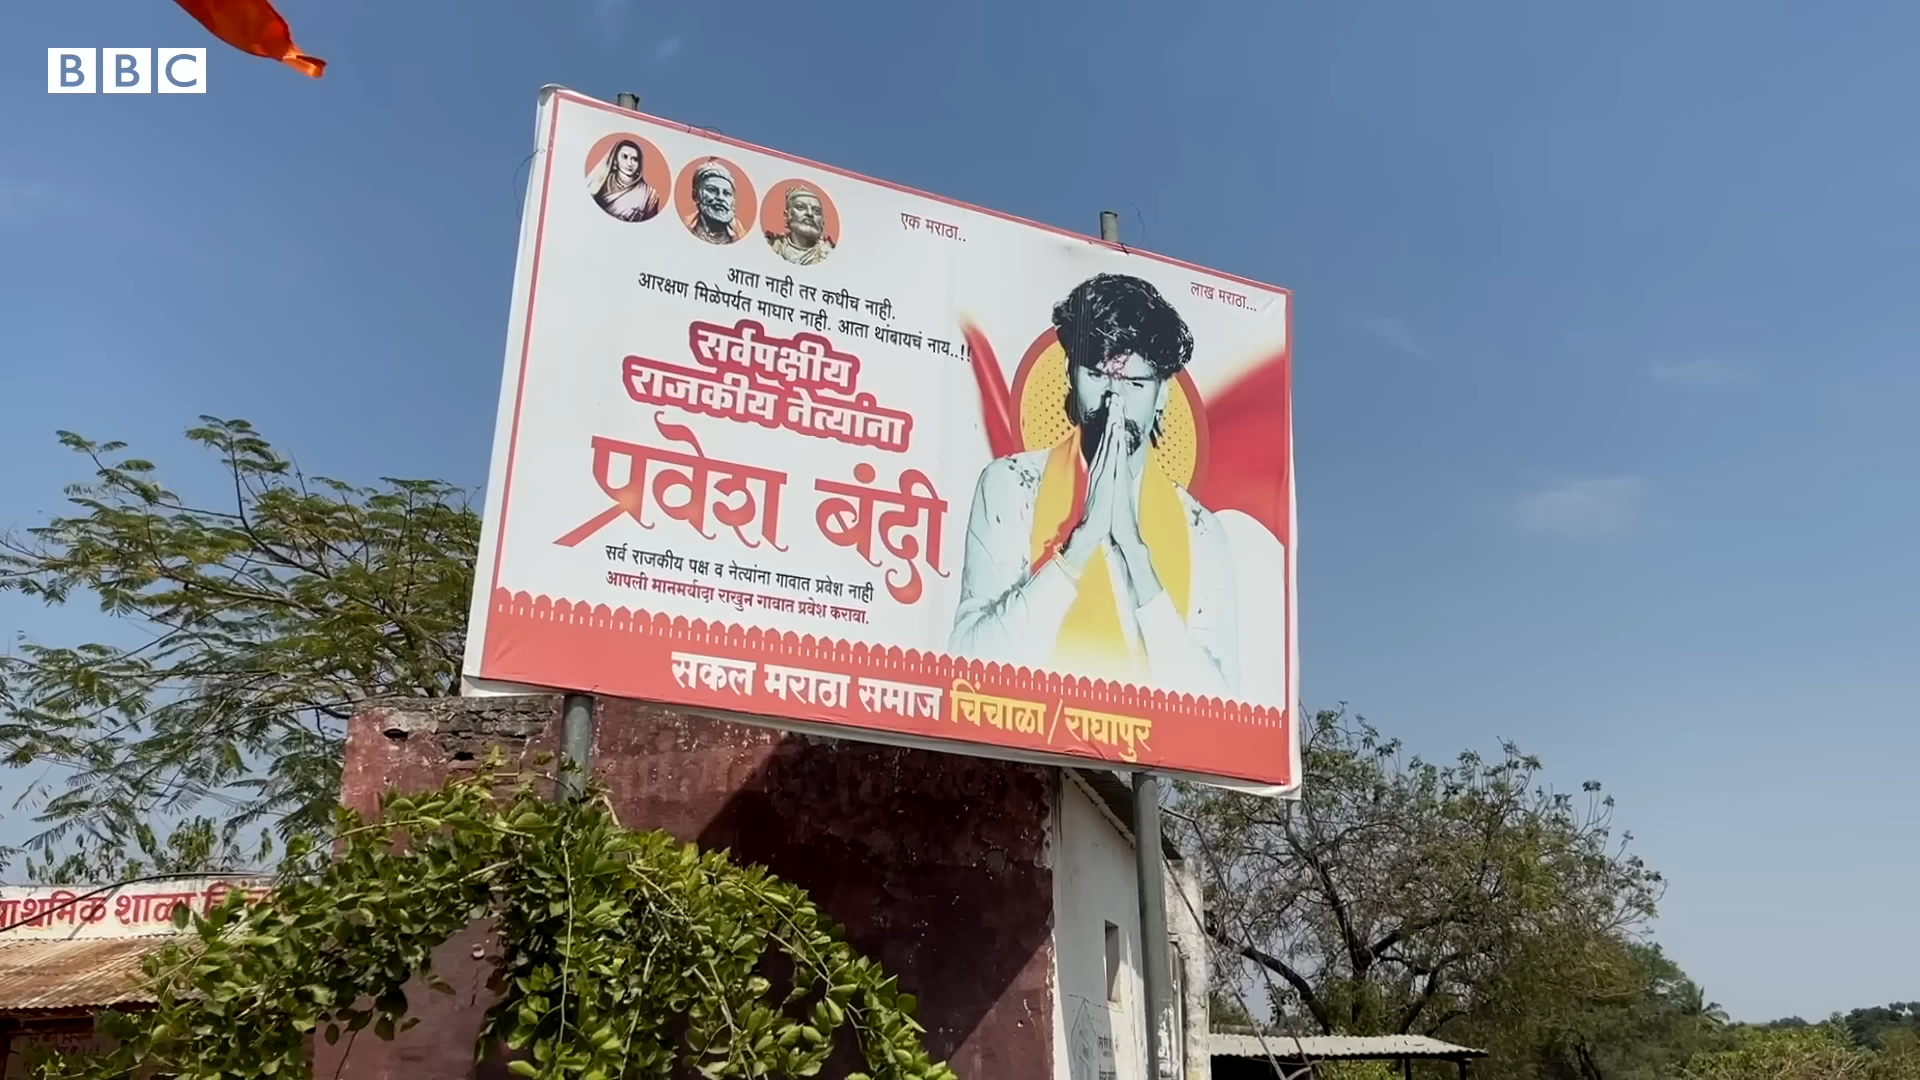 BBC
एक मराठा..
लाख मराठा...
आता नाही तर कधीच नाही.
आरक्षण मिळेपर्यंत माघार नाही. आता थांबायचं नाय..!!
सर्वपक्षीय
राजकीय नेत्यांना
प्रवेश बंदी
सर्व राजकीय पक्ष व नेत्यांना गावात प्रवेश नाही
आपली मानमर्यादा राखुन गावात प्रवेश करावा.
सकल मराठा समाज चिंचाळा/राघापुर
शाळा